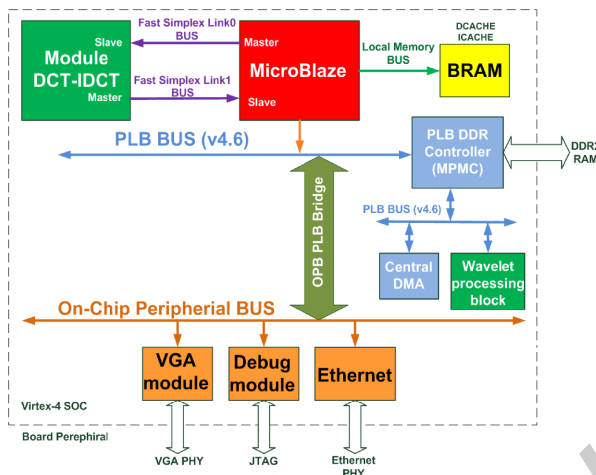 Fast Simplex Link0
BUS
DCACHE
ICACHE
Slave
Master
Module
DCT-IDCT
MicroBlaze
Local Memory
BUS
BRAM
Fast Simplex Link1
BUS
Master
Slave
PLB BUS (v4.6)
PLB DDR
Controller
(MPMC)
DDR2
RAM
OPB PLB Bridge
PLB BUS (v4.6)
Central
DMA
Wavelet
processing
block
On-Chip Peripherial BUS
VGA
module
Debug
module
Ethernet
Virtex-4 SOC
Board Perephiral
VGA PHY
JTAG
Ethernet
PHY